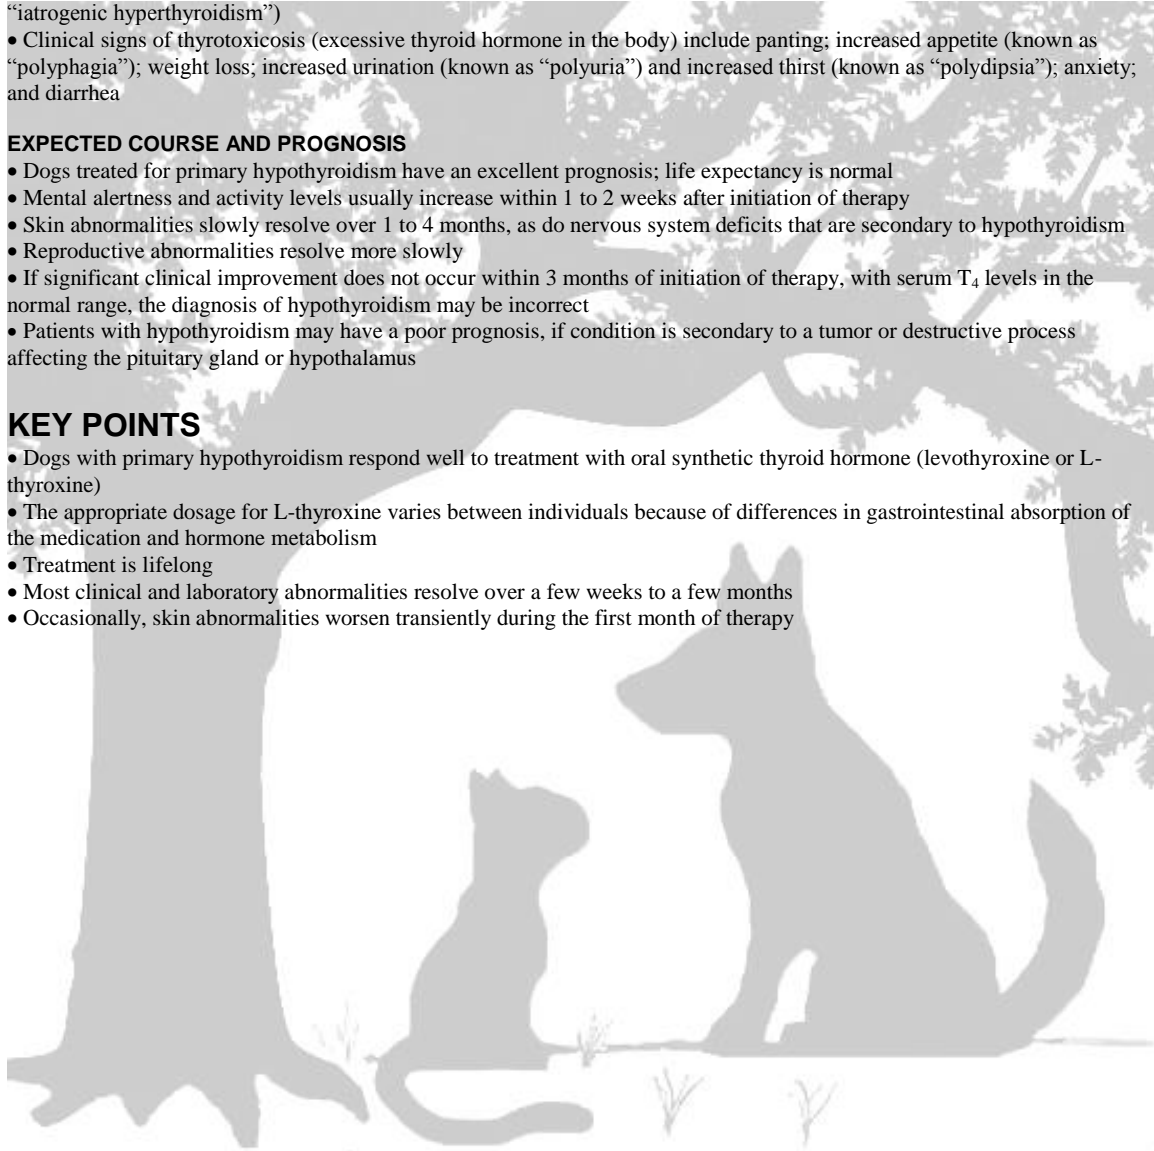 “iatrogenic hyperthyroidism”)
• Clinical signs of thyrotoxicosis (excessive thyroid hormone in the body) include panting; increased appetite (known as
“polyphagia”); weight loss; increased urination (known as “polyuria”) and increased thirst (known as “polydipsia”); anxiety;
and diarrhea
EXPECTED COURSE AND PROGNOSIS
• Dogs treated for primary hypothyroidism have an excellent prognosis; life expectancy is normal
• Mental alertness and activity levels usually increase within 1 to 2 weeks after initiation of therapy
• Skin abnormalities slowly resolve over 1 to 4 months, as do nervous system deficits that are secondary to hypothyroidism
• Reproductive abnormalities resolve more slowly
• If significant clinical improvement does not occur within 3 months of initiation of therapy, with serum T₄ levels in the
normal range, the diagnosis of hypothyroidism may be incorrect
• Patients with hypothyroidism may have a poor prognosis, if condition is secondary to a tumor or destructive process
affecting the pituitary gland or hypothalamus
KEY POINTS
• Dogs with primary hypothyroidism respond well to treatment with oral synthetic thyroid hormone (levothyroxine or L-
thyroxine)
• The appropriate dosage for L-thyroxine varies between individuals because of differences in gastrointestinal absorption of
the medication and hormone metabolism
• Treatment is lifelong
• Most clinical and laboratory abnormalities resolve over a few weeks to a few months
• Occasionally, skin abnormalities worsen transiently during the first month of therapy